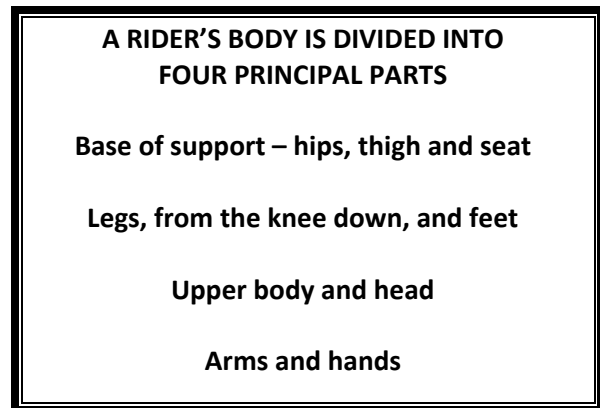 A RIDER’S BODY IS DIVIDED INTO
FOUR PRINCIPAL PARTS
Base of support – hips, thigh and seat
Legs, from the knee down, and feet
Upper body and head
Arms and hands